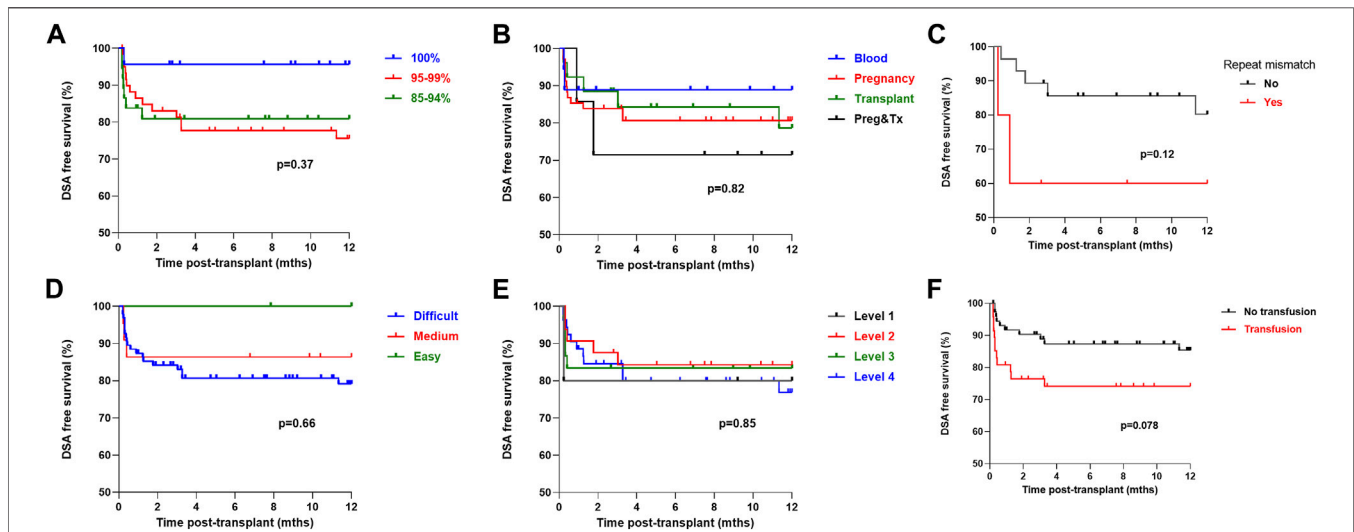 A
DSA free survival (%)
100
90
80
70
60
50
0
2
4
6
8
10
12
Time post-transplant (mths)
100%
95-99%
85-94%
p=0.37
B
DSA free survival (%)
100
90
80
70
60
50
0
2
4
6
8
10
12
Time post-transplant (mths)
Blood
Pregnancy
Transplant
Preg&Tx
p=0.82
C
DSA free survival (%)
100
90
80
70
60
50
0
2
4
6
8
10
12
Time post-transplant (mths)
Repeat mismatch
No
Yes
p=0.12
D
DSA free survival (%)
100
90
80
70
60
50
0
2
4
6
8
10
12
Time post-transplant (mths)
Difficult
Medium
Easy
p=0.66
E
DSA free survival (%)
100
90
80
70
60
50
0
2
4
6
8
10
12
Time post-transplant (mths)
Level 1
Level 2
Level 3
Level 4
p=0.85
F
DSA free survival (%)
100
90
80
70
60
50
0
2
4
6
8
10
12
Time post-transplant (mths)
No transfusion
Transfusion
p=0.078